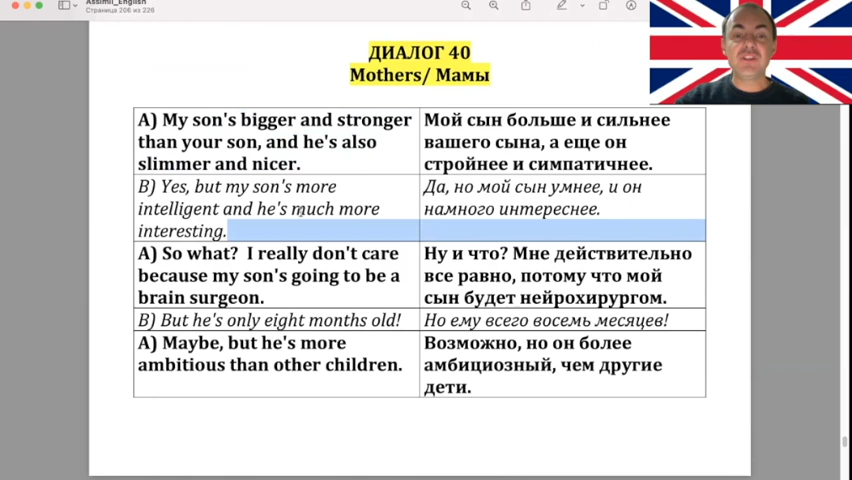 Assimil_English
Страница 206 из 226
ДИАЛОГ 40
Mothers/ Мамы
A) My son's bigger and stronger
than your son, and he's also
slimmer and nicer.
Мой сын больше и сильнее
вашего сына, а еще он
стройнее и симпатичнее.
B) Yes, but my son's more
intelligent and he's much more
interesting.
Да, но мой сын умнее, и он
намного интереснее.
A) So what?  I really don't care
because my son's going to be a
brain surgeon.
Ну и что? Мне действительно
все равно, потому что мой
сын будет нейрохирургом.
B) But he's only eight months old!
Но ему всего восемь месяцев!
A) Maybe, but he's more
ambitious than other children.
Возможно, но он более
амбициозный, чем другие
дети.